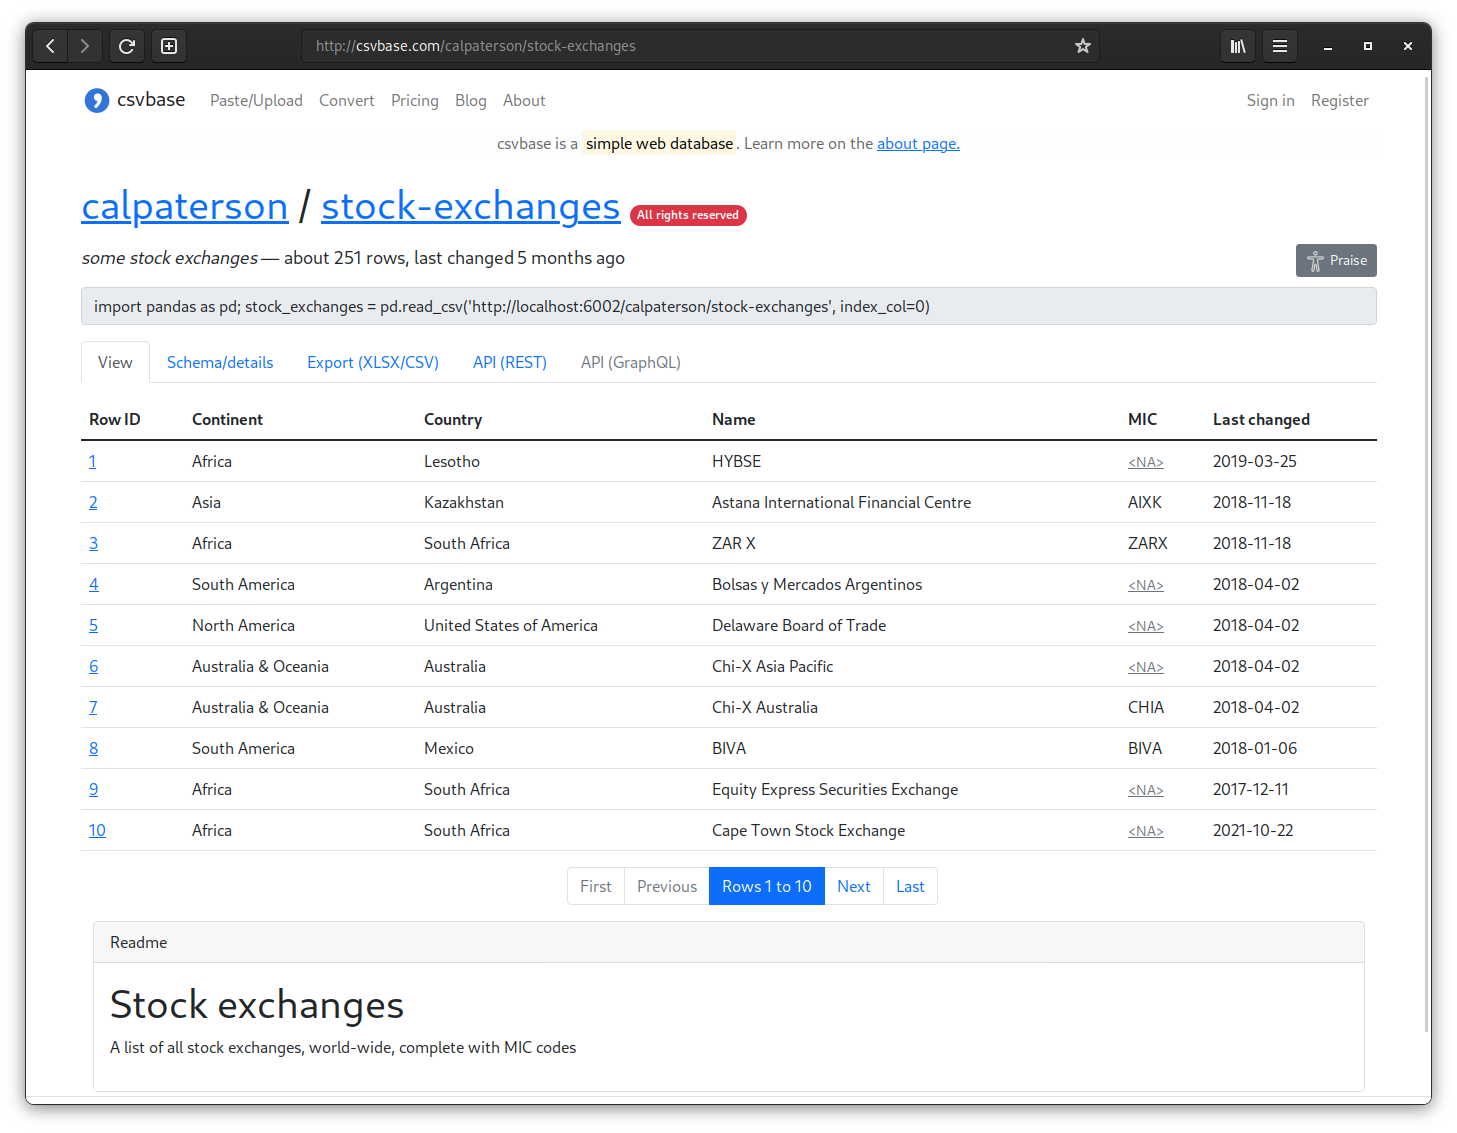 http://csvbase.com/calpaterson/stock-exchanges
csvbase Paste/Upload Convert Pricing Blog About Sign in Register
csvbase is a simple web database. Learn more on the about page.
calpaterson / stock-exchanges All rights reserved
some stock exchanges — about 251 rows, last changed 5 months ago Praise
import pandas as pd; stock_exchanges = pd.read_csv('http://localhost:6002/calpaterson/stock-exchanges', index_col=0)
View Schema/details Export (XLSX/CSV) API (REST) API (GraphQL)
Row ID Continent Country Name MIC Last changed
1 Africa Lesotho HYBSE <NA> 2019-03-25
2 Asia Kazakhstan Astana International Financial Centre AIXK 2018-11-18
3 Africa South Africa ZAR X ZARX 2018-11-18
4 South America Argentina Bolsas y Mercados Argentinos <NA> 2018-04-02
5 North America United States of America Delaware Board of Trade <NA> 2018-04-02
6 Australia & Oceania Australia Chi-X Asia Pacific <NA> 2018-04-02
7 Australia & Oceania Australia Chi-X Australia CHIA 2018-04-02
8 South America Mexico BIVA BIVA 2018-01-06
9 Africa South Africa Equity Express Securities Exchange <NA> 2017-12-11
10 Africa South Africa Cape Town Stock Exchange <NA> 2021-10-22
First Previous Rows 1 to 10 Next Last
Readme
Stock exchanges
A list of all stock exchanges, world-wide, complete with MIC codes